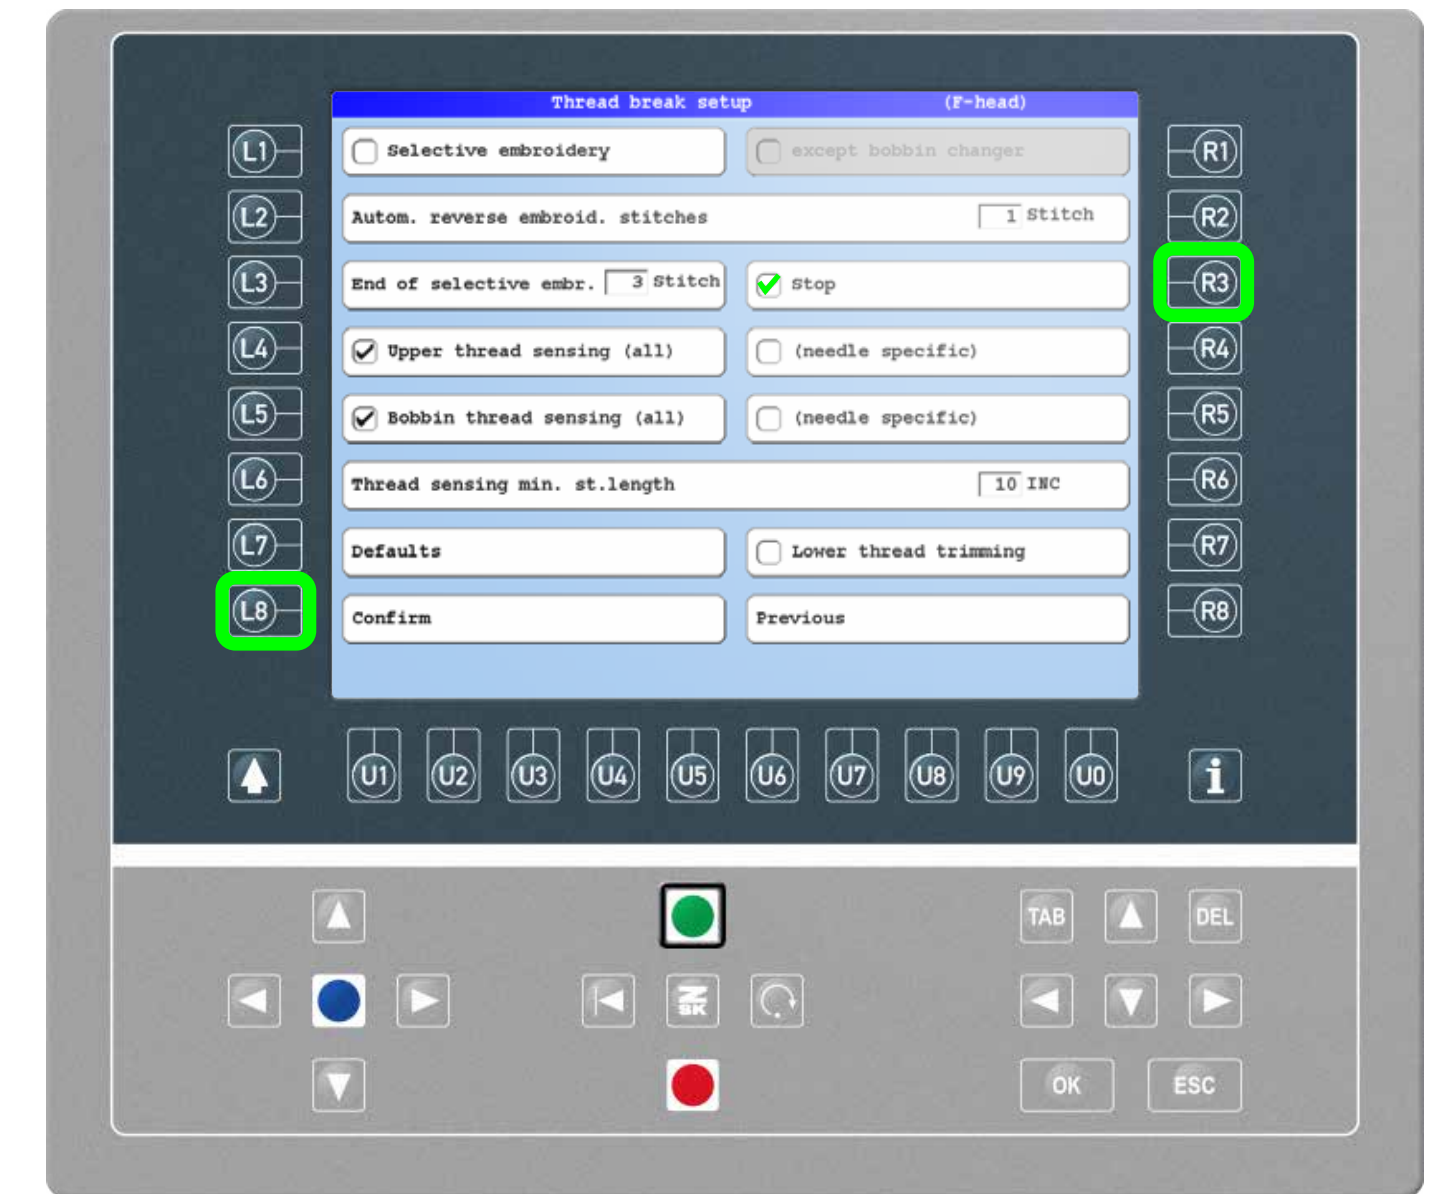 Thread break setup (F-head)
L1 Selective embroidery except bobbin changer R1
L2 Autom. reverse embroid. stitches 1 Stitch R2
L3 End of selective embr. 3 Stitch Stop R3
L4 Upper thread sensing (all) (needle specific) R4
L5 Bobbin thread sensing (all) (needle specific) R5
L6 Thread sensing min. st.length 10 INC R6
L7 Defaults Lower thread trimming R7
L8 Confirm Previous R8
U1 U2 U3 U4 U5 U6 U7 U8 U9 U0 i
TAB DEL
ZSK
OK ESC